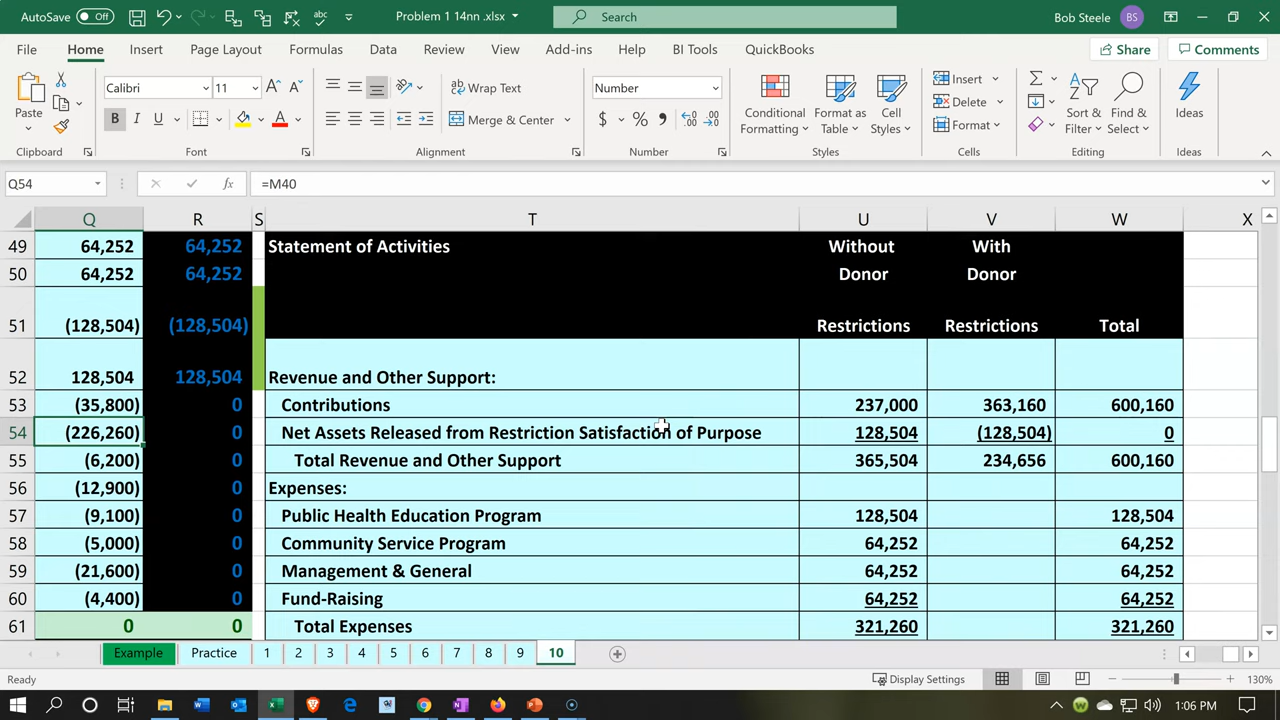 AutoSave Off Problem 1 14nn .xlsx Search Bob Steele BS
File Home Insert Page Layout Formulas Data Review View Add-ins Help BI Tools QuickBooks Share Comments
Paste Calibri 11 Wrap Text Number Conditional Formatting Format as Table Cell Styles Insert Sort & Filter Find & Select Ideas
B I U A Merge & Center $ % Delete
Format
Clipboard Font Alignment Number Styles Cells Editing Ideas
Q54 fx =M40
Q R S T U V W X
49 64,252 64,252 Statement of Activities Without With
50 64,252 64,252 Donor Donor
51 (128,504) (128,504) Restrictions Restrictions Total
52 128,504 128,504 Revenue and Other Support:
53 (35,800) 0 Contributions 237,000 363,160 600,160
54 (226,260) 0 Net Assets Released from Restriction Satisfaction of Purpose 128,504 (128,504) 0
55 (6,200) 0 Total Revenue and Other Support 365,504 234,656 600,160
56 (12,900) 0 Expenses:
57 (9,100) 0 Public Health Education Program 128,504 128,504
58 (5,000) 0 Community Service Program 64,252 64,252
59 (21,600) 0 Management & General 64,252 64,252
60 (4,400) 0 Fund-Raising 64,252 64,252
61 0 0 Total Expenses 321,260 321,260
Example Practice 1 2 3 4 5 6 7 8 9 10
Ready Display Settings 130%
1:06 PM